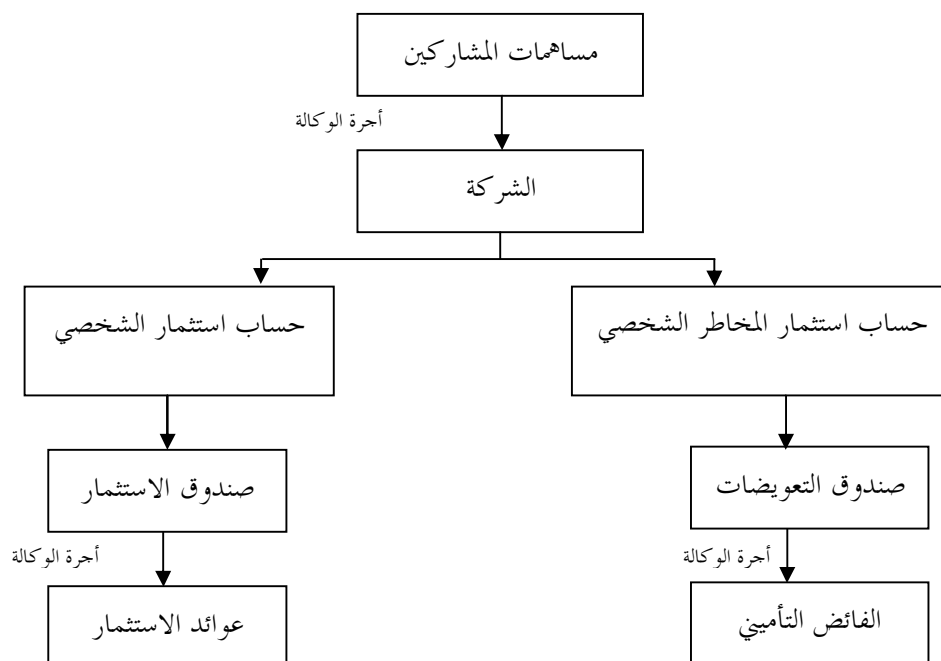 مساهمات المشاركين
أجرة الوكالة
الشركة
حساب استثمار المخاطر الشخصي
حساب استثمار الشخصي
صندوق التعويضات
صندوق الاستثمار
أجرة الوكالة
أجرة الوكالة
الفائض التأميني
عوائد الاستثمار